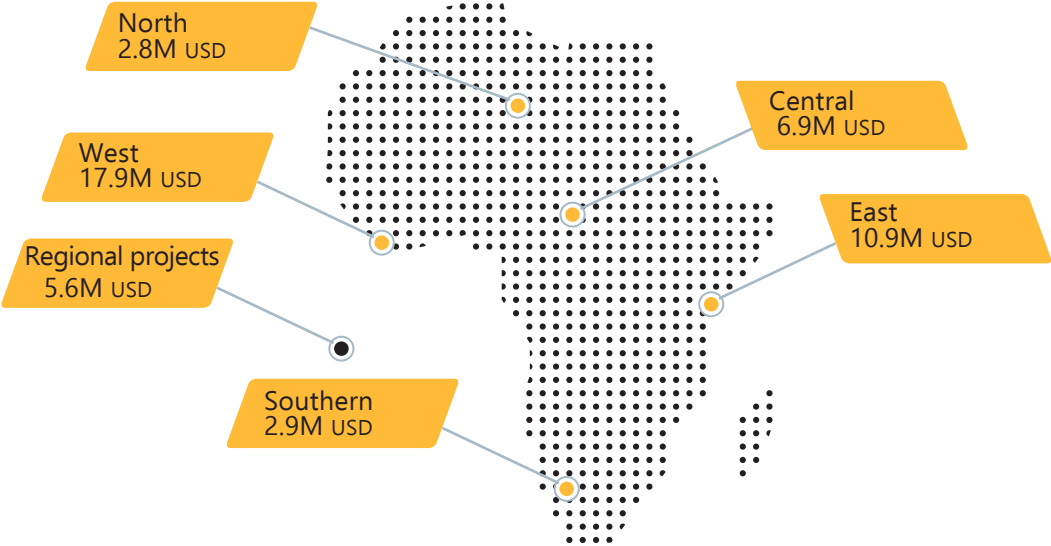 North
2.8M USD
Central
6.9M USD
West
17.9M USD
East
10.9M USD
Regional projects
5.6M USD
Southern
2.9M USD